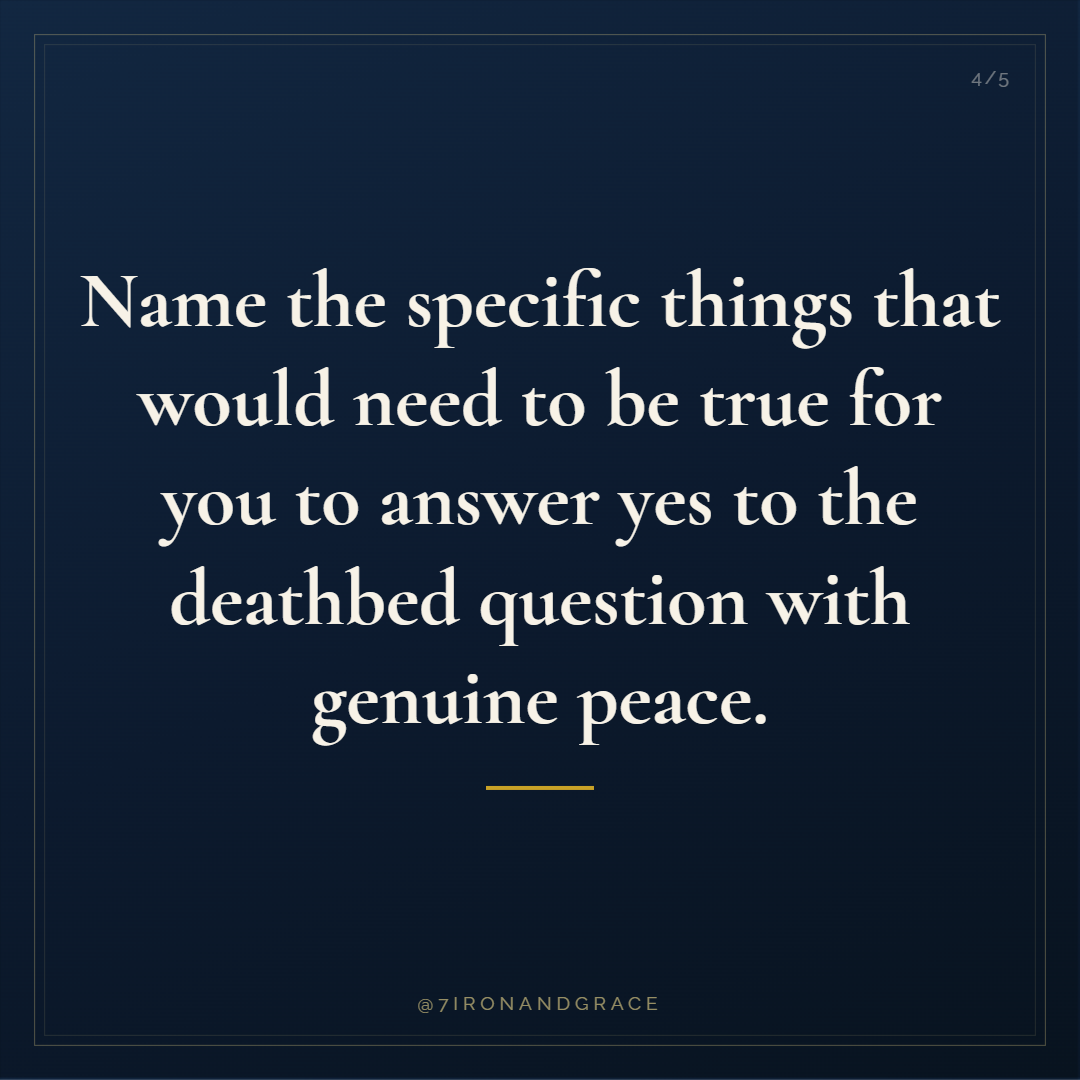 4/5
Name the specific things that
would need to be true for
you to answer yes to the
deathbed question with
genuine peace.
@7IRONANDGRACE